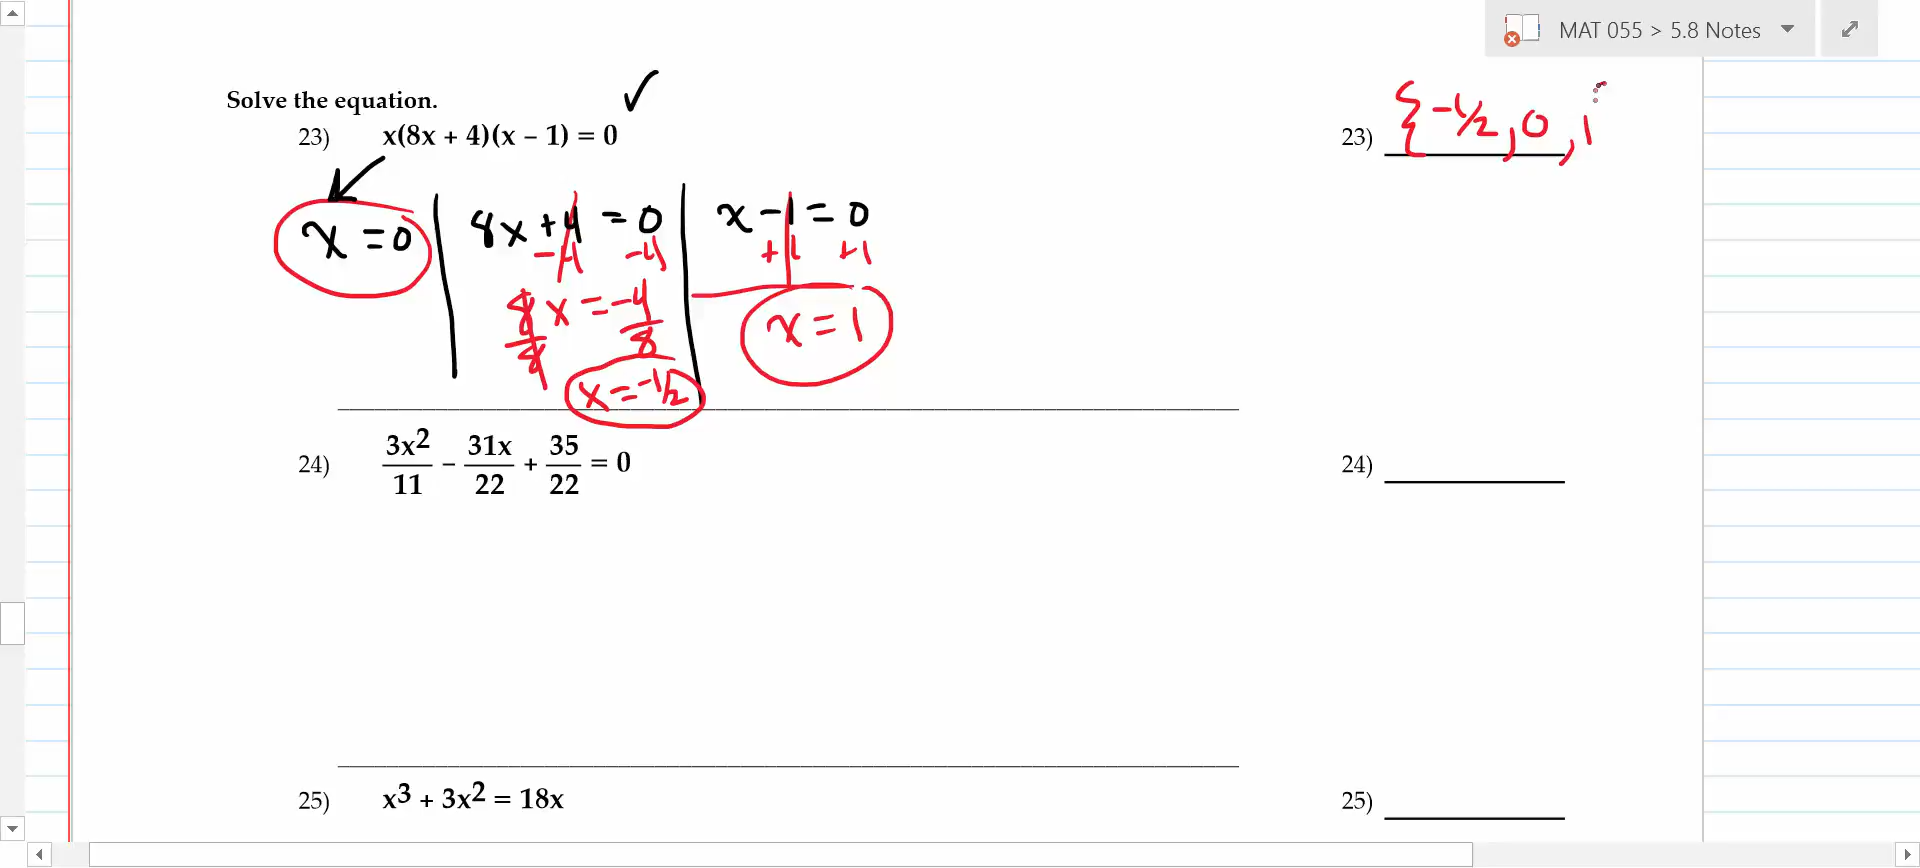 MAT 055 > 5.8 Notes
Solve the equation. ✓
23) x(8x + 4)(x – 1) = 0
23) {-1/2, 0, 1
x = 0
8x + 4 = 0
-4 -4
8x = -4
8 8
x = -1/2
x - 1 = 0
+1 +1
x = 1
24) 3x²/11 – 31x/22 + 35/22 = 0
24)
25) x³ + 3x² = 18x
25)